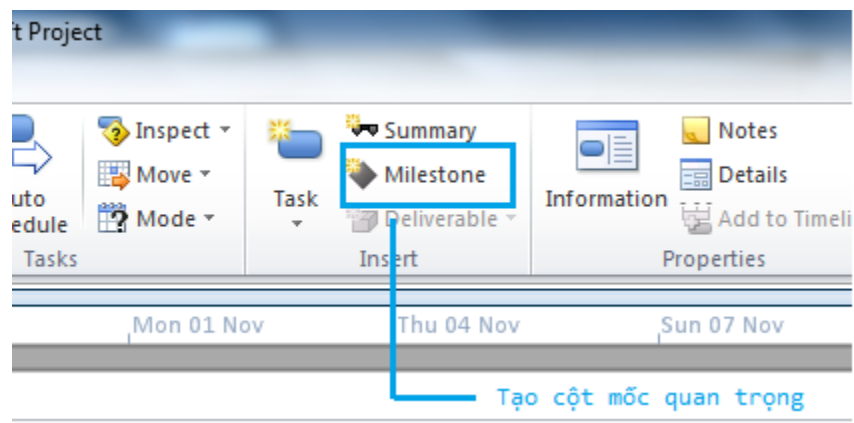 t Project
Inspect
Summary
Notes
Move
Milestone
Details
uto
Task
Information
edule
Mode
Deliverable
Add to Timeli
Tasks
Insert
Properties
Mon 01 Nov
Thu 04 Nov
Sun 07 Nov
Tạo cột mốc quan trọng